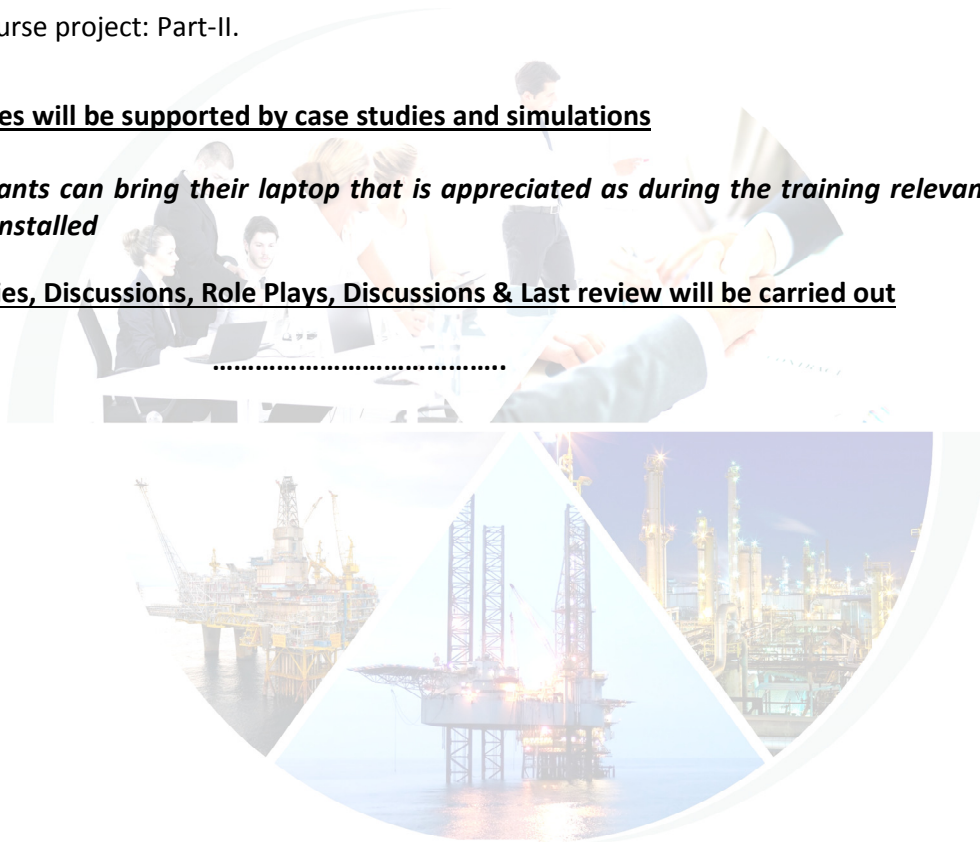 urse project: Part-II.
es will be supported by case studies and simulations
ants can bring their laptop that is appreciated as during the training relevan
nstalled
ies, Discussions, Role Plays, Discussions & Last review will be carried out
…………………………………..